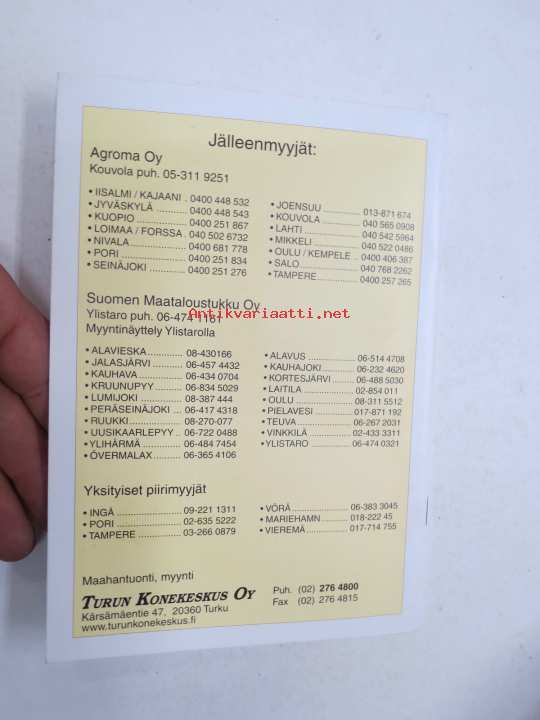 Jälleenmyyjät:
Agroma Oy
Kouvola puh. 05-311 9251
• IISALMI / KAJAANI . 0400 448 532
• JYVÄSKYLÄ ............ 0400 448 543
• KUOPIO .................. 0400 251 867
• LOIMAA / FORSSA . 040 502 6732
• NIVALA .................... 0400 681 778
• PORI ........................ 0400 251 834
• SEINÄJOKI .............. 0400 251 276
• JOENSUU .............. 013-871 674
• KOUVOLA .............. 040 565 0908
• LAHTI ..................... 040 542 5964
• MIKKELI ................. 040 522 0486
• OULU / KEMPELE . 0400 406 387
• SALO ...................... 040 768 2262
• TAMPERE ............... 0400 257 265
Suomen Maataloustukku Oy
Antikvariaatti.net
Ylistaro puh. 06-474 1161
Myyntinäyttely Ylistarolla
• ALAVIESKA ............ 08-430166
• JALASJÄRVI .......... 06-457 4432
• KAUHAVA .............. 06-434 0704
• KRUUNUPYY ........ 06-834 5029
• LUMIJOKI .............. 08-387 444
• PERÄSEINÄJOKI ... 06-417 4318
• RUUKKI ................. 08-270-077
• UUSIKAARLEPYY .. 06-722 0488
• YLIHÄRMÄ ............. 06-484 7454
• ÖVERMALAX ......... 06-365 4106
• ALAVUS ............... 06-514 4708
• KAUHAJOKI ......... 06-232 4620
• KORTESJÄRVI ..... 06-488 5030
• LAITILA ................ 02-854 011
• OULU ................... 08-311 5512
• PIELAVESI ........... 017-871 192
• TEUVA .................. 06-267 2031
• VINKKILÄ ............. 02-433 3311
• YLISTARO ............ 06-474 0321
Yksityiset piirimyyjät
• INGÅ ....................... 09-221 1311
• PORI ....................... 02-635 5222
• TAMPERE ............... 03-266 0879
• VÖRÅ .................... 06-383 3045
• MARIEHAMN ......... 018-222 45
• VIEREMÄ ............... 017-714 755
Maahantuonti, myynti
TURUN KONEKESKUS OY
Kärsämäentie 47, 20360 Turku
www.turunkonekeskus.fi
Puh. (02) 276 4800
Fax (02) 276 4815